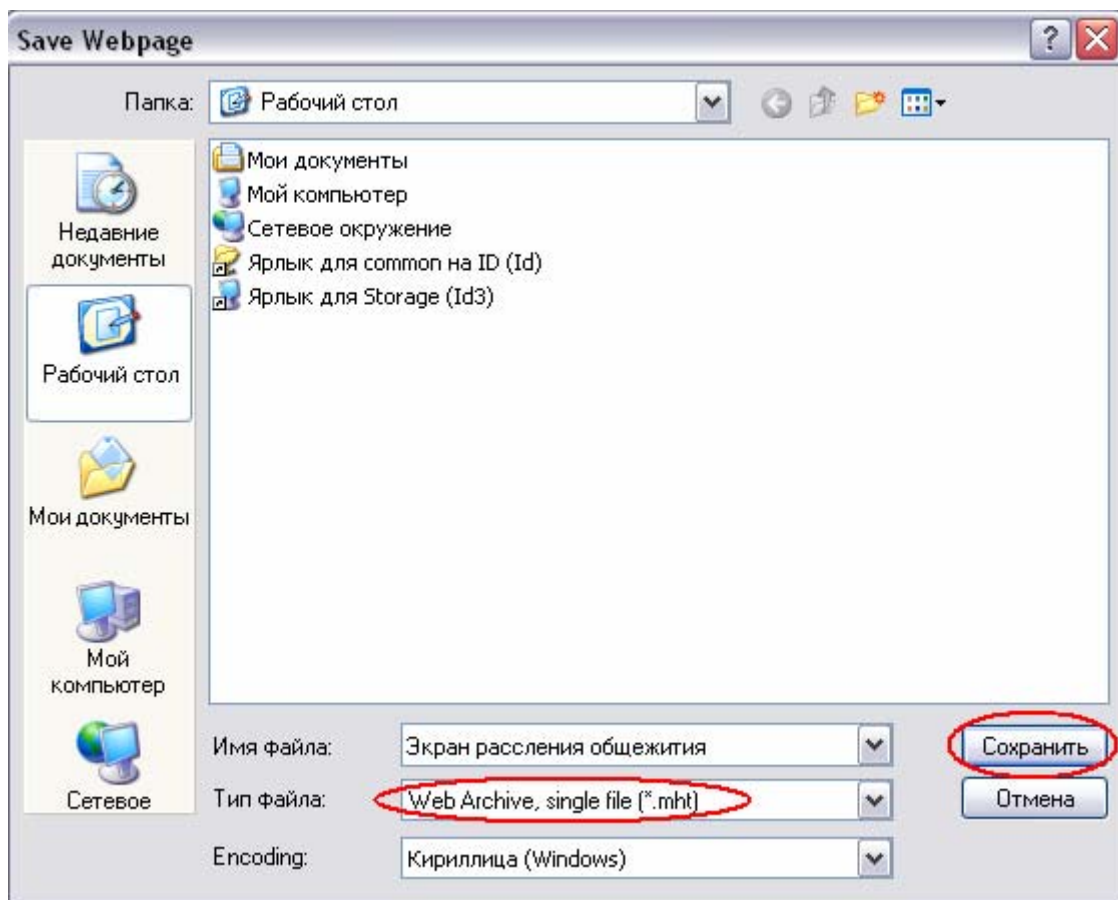 Save Webpage
Папка:
Рабочий стол
Недавние
документы
Рабочий стол
Мои документы
Мой
компьютер
Сетевое
Мои документы
Мой компьютер
Сетевое окружение
Ярлык для common на ID (Id)
Ярлык для Storage (Id3)
Имя файла:
Экран рассления общежития
Сохранить
Тип файла:
Web Archive, single file (*.mht)
Отмена
Encoding:
Кириллица (Windows)